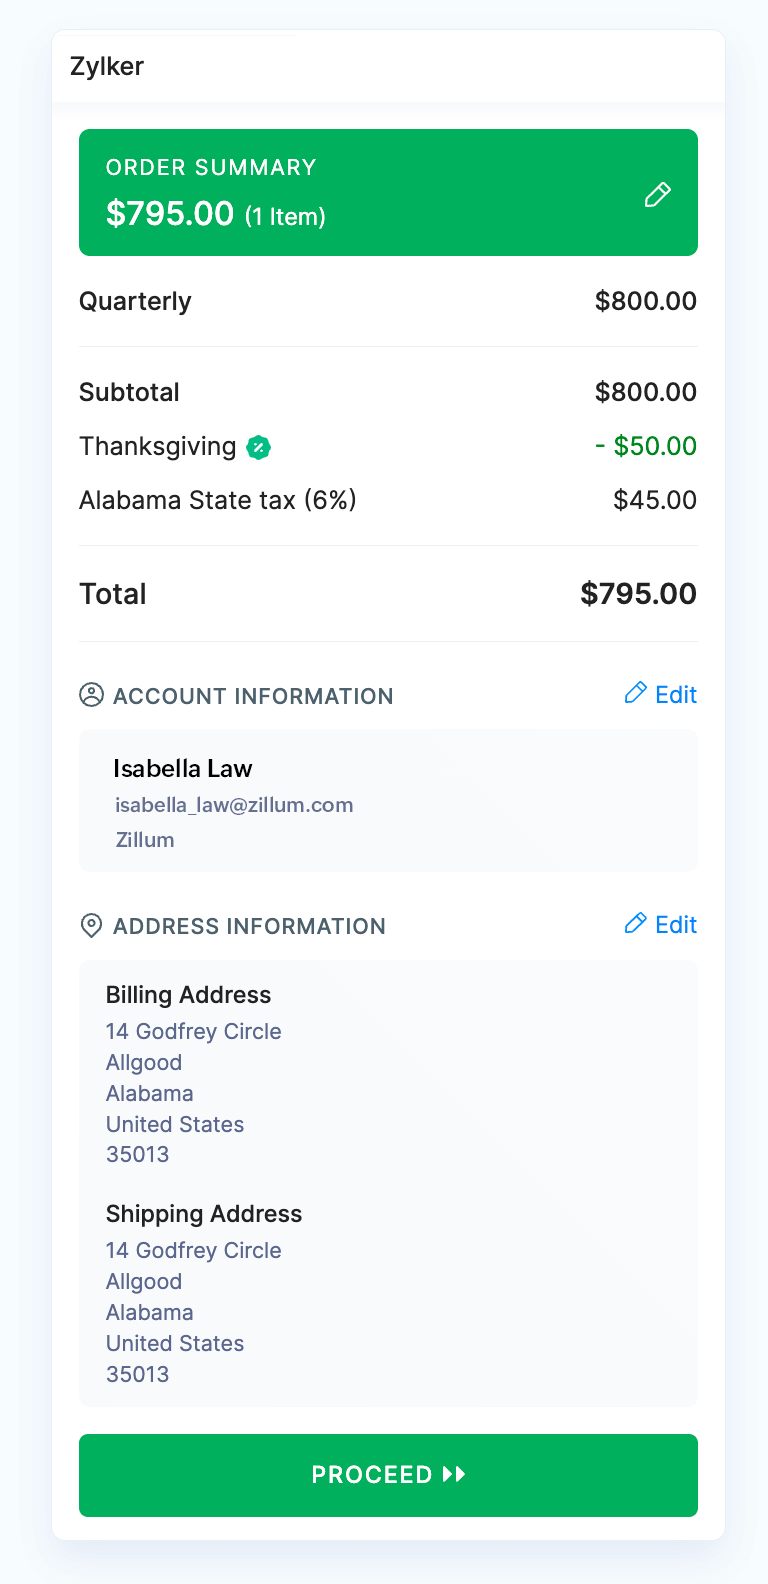 Zylker
ORDER SUMMARY
$795.00 (1 Item)
Quarterly $800.00
Subtotal $800.00
Thanksgiving - $50.00
Alabama State tax (6%) $45.00
Total $795.00
ACCOUNT INFORMATION Edit
Isabella Law
isabella_law@zillum.com
Zillum
ADDRESS INFORMATION Edit
Billing Address
14 Godfrey Circle
Allgood
Alabama
United States
35013
Shipping Address
14 Godfrey Circle
Allgood
Alabama
United States
35013
PROCEED